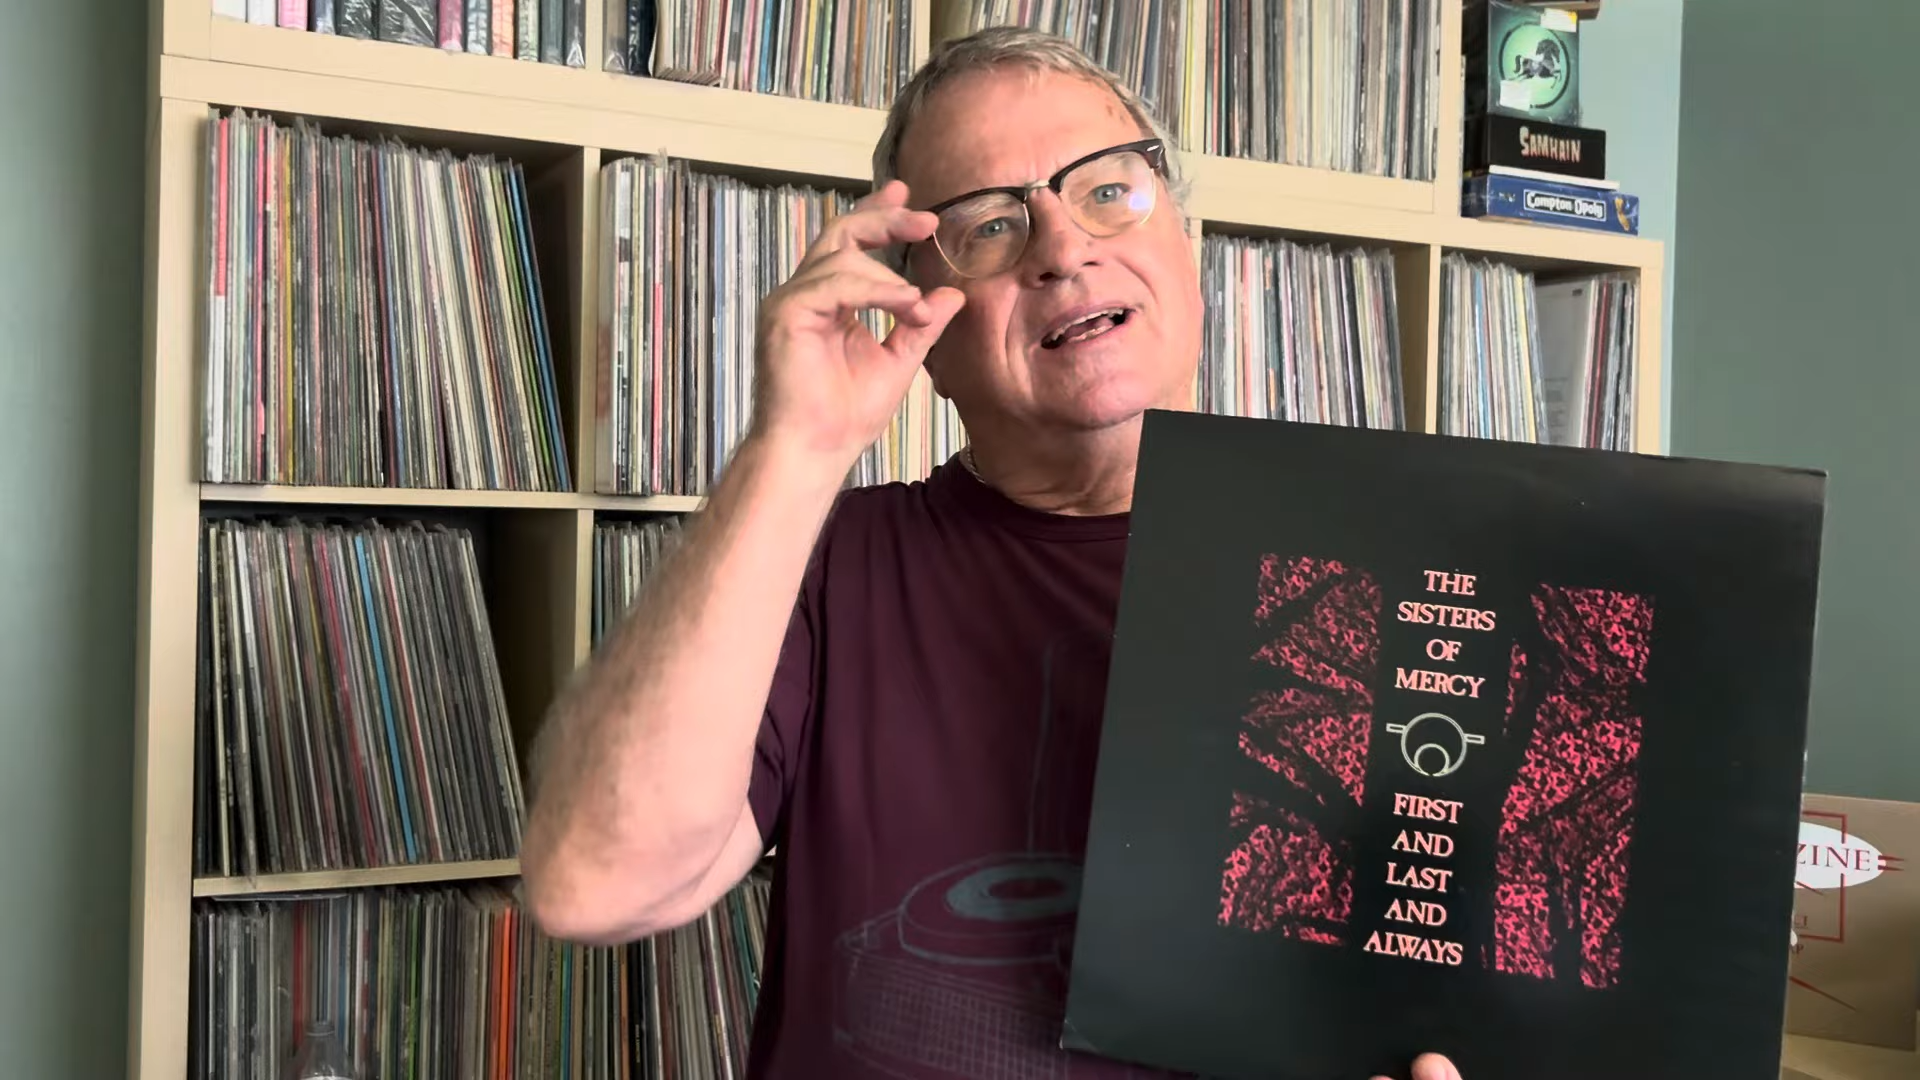 SAMHAIN
Compton Opoly
THE
SISTERS
OF
MERCY
FIRST
AND
LAST
AND
ALWAYS
ZINE